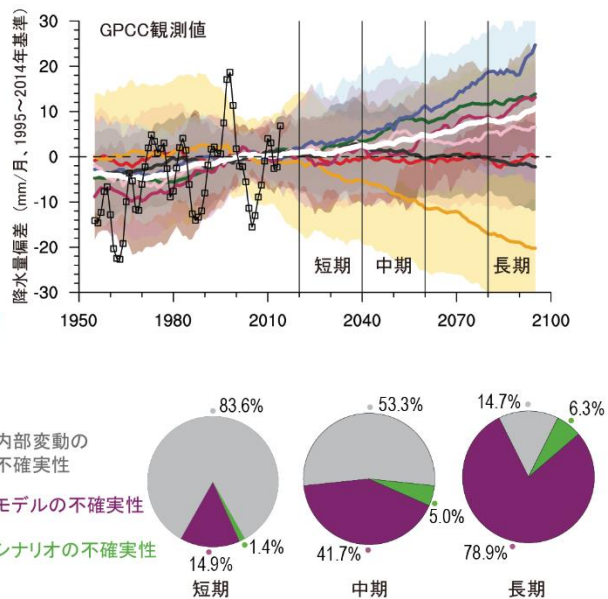 GPCC観測値
降水量偏差 (mm/月、1995~2014年基準)
30
20
10
0
-10
-20
-30
短期
中期
長期
1950
1980
2010
2040
2070
2100
内部変動の
不確実性
モデルの不確実性
シナリオの不確実性
83.6%
14.9%
1.4%
短期
53.3%
41.7%
5.0%
中期
14.7%
6.3%
78.9%
長期